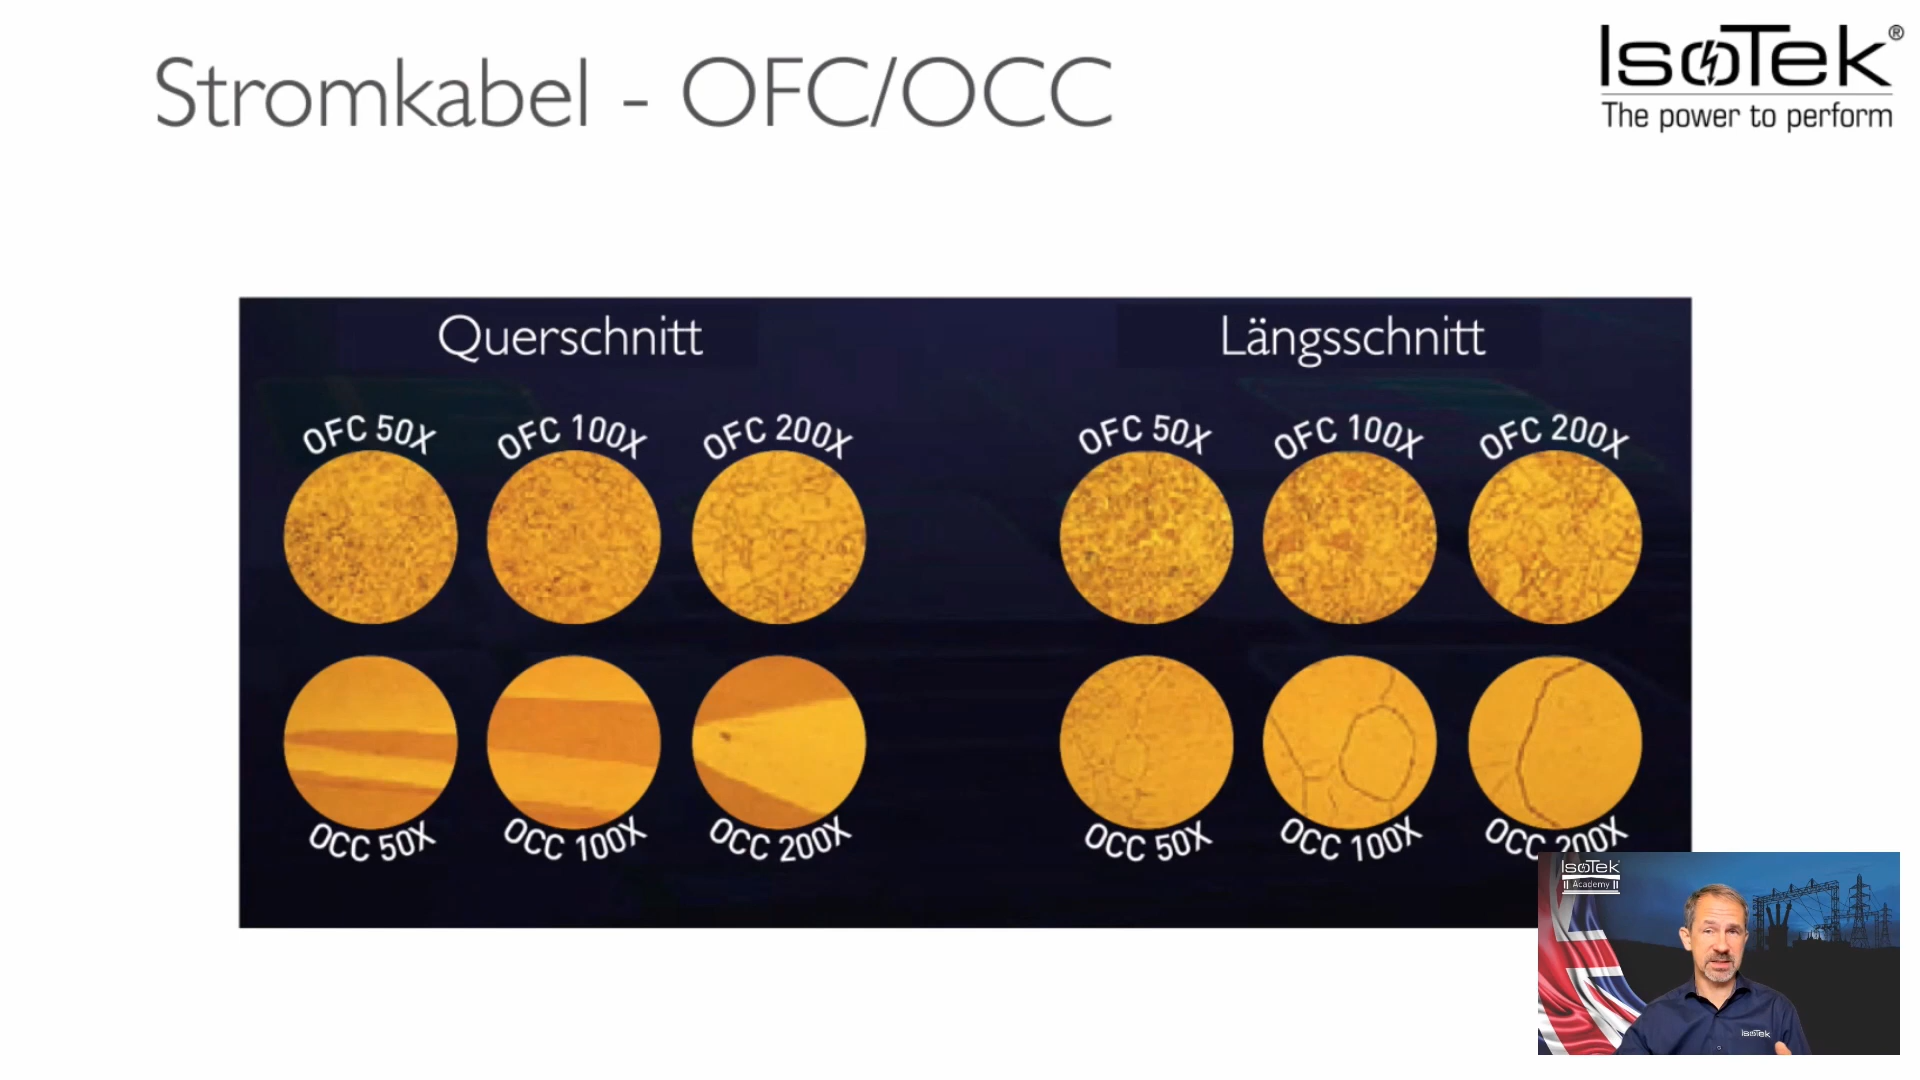 Stromkabel - OFC/OCC
IsoTek®
The power to perform
Querschnitt
Längsschnitt
OFC 50X
OFC 100X
OFC 200X
OFC 50X
OFC 100X
OFC 200X
OCC 50X
OCC 100X
OCC 200X
OCC 50X
OCC 100X
OCC 200X
IsoTek
Academy
IsoTek